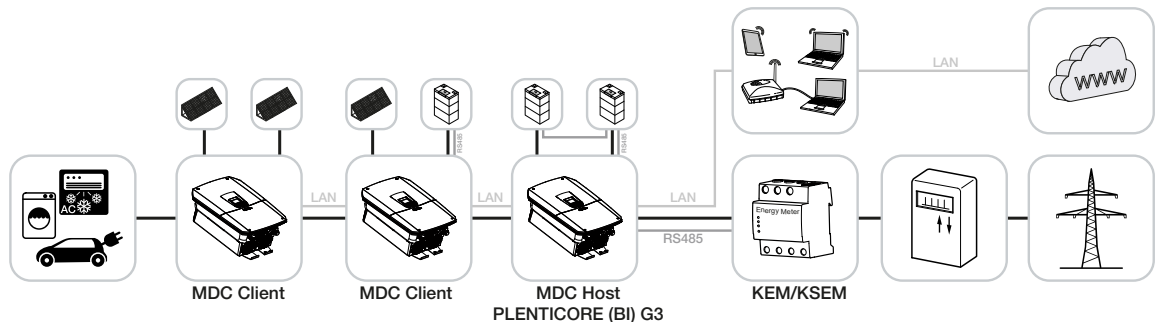 LAN
WWW
RS485
RS485
AC
LAN
LAN
LAN
RS485
Energy Meter
MDC Client
MDC Client
MDC Host
PLENTICORE (BI) G3
KEM/KSEM